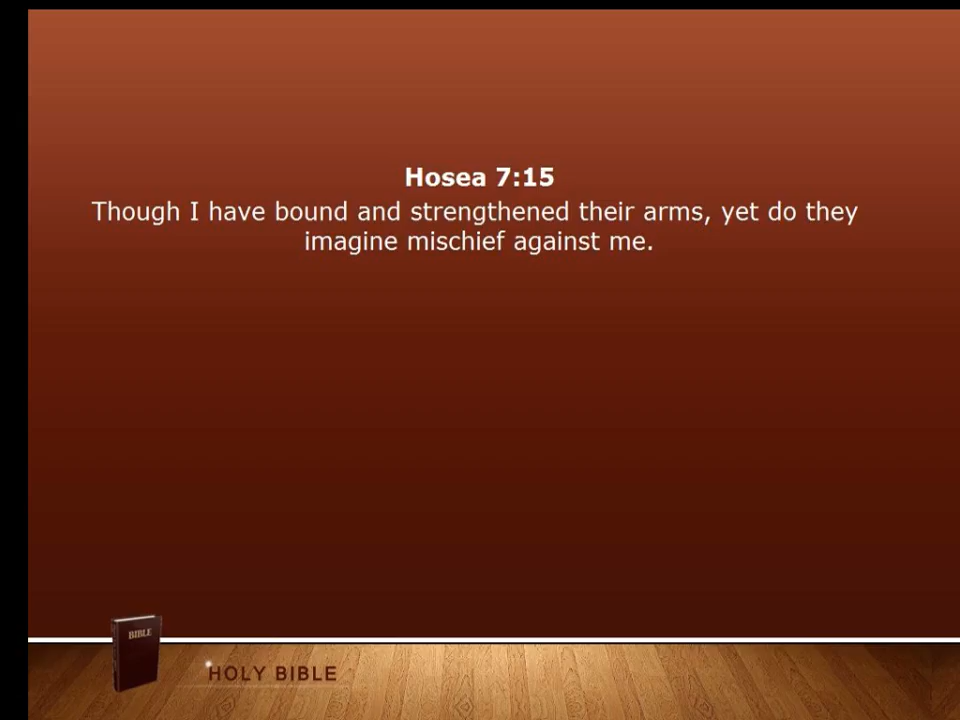 Hosea 7:15
Though I have bound and strengthened their arms, yet do they
imagine mischief against me.
BIBLE
HOLY BIBLE